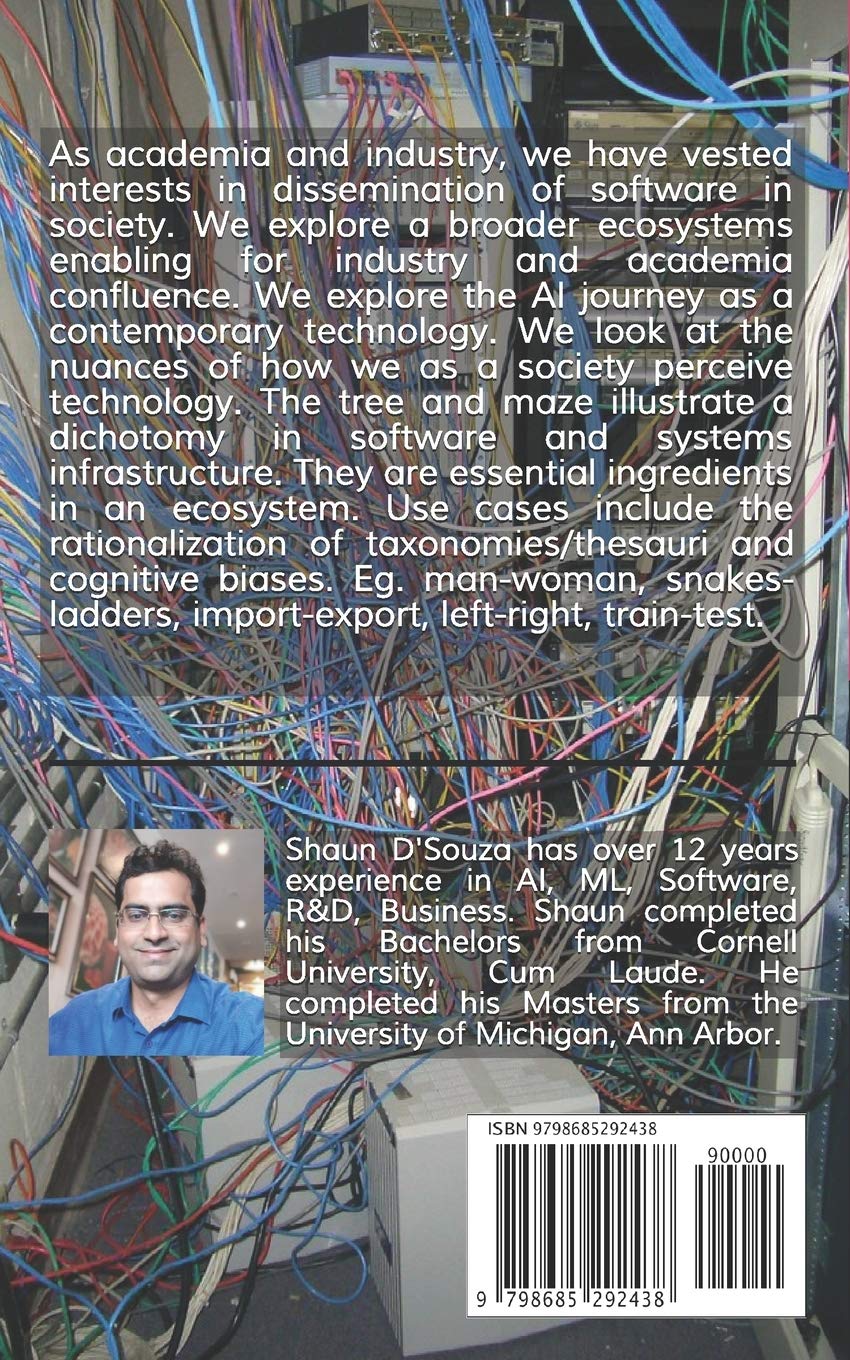 As academia and industry, we have vested
interests in dissemination of software in
society. We explore a broader ecosystems
enabling for industry and academia
confluence. We explore the AI journey as a
contemporary technology. We look at the
nuances of how we as a society perceive
technology. The tree and maze illustrate a
dichotomy in software and systems
infrastructure. They are essential ingredients
in an ecosystem. Use cases include the
rationalization of taxonomies/thesauri and
cognitive biases. Eg. man-woman, snakes-
ladders, import-export, left-right, train-test.
Shaun D'Souza has over 12 years
experience in AI, ML, Software,
R&D, Business. Shaun completed
his Bachelors from Cornell
University, Cum Laude. He
completed his Masters from the
University of Michigan, Ann Arbor.
ISBN 9798685292438
90000
9 798685 292438